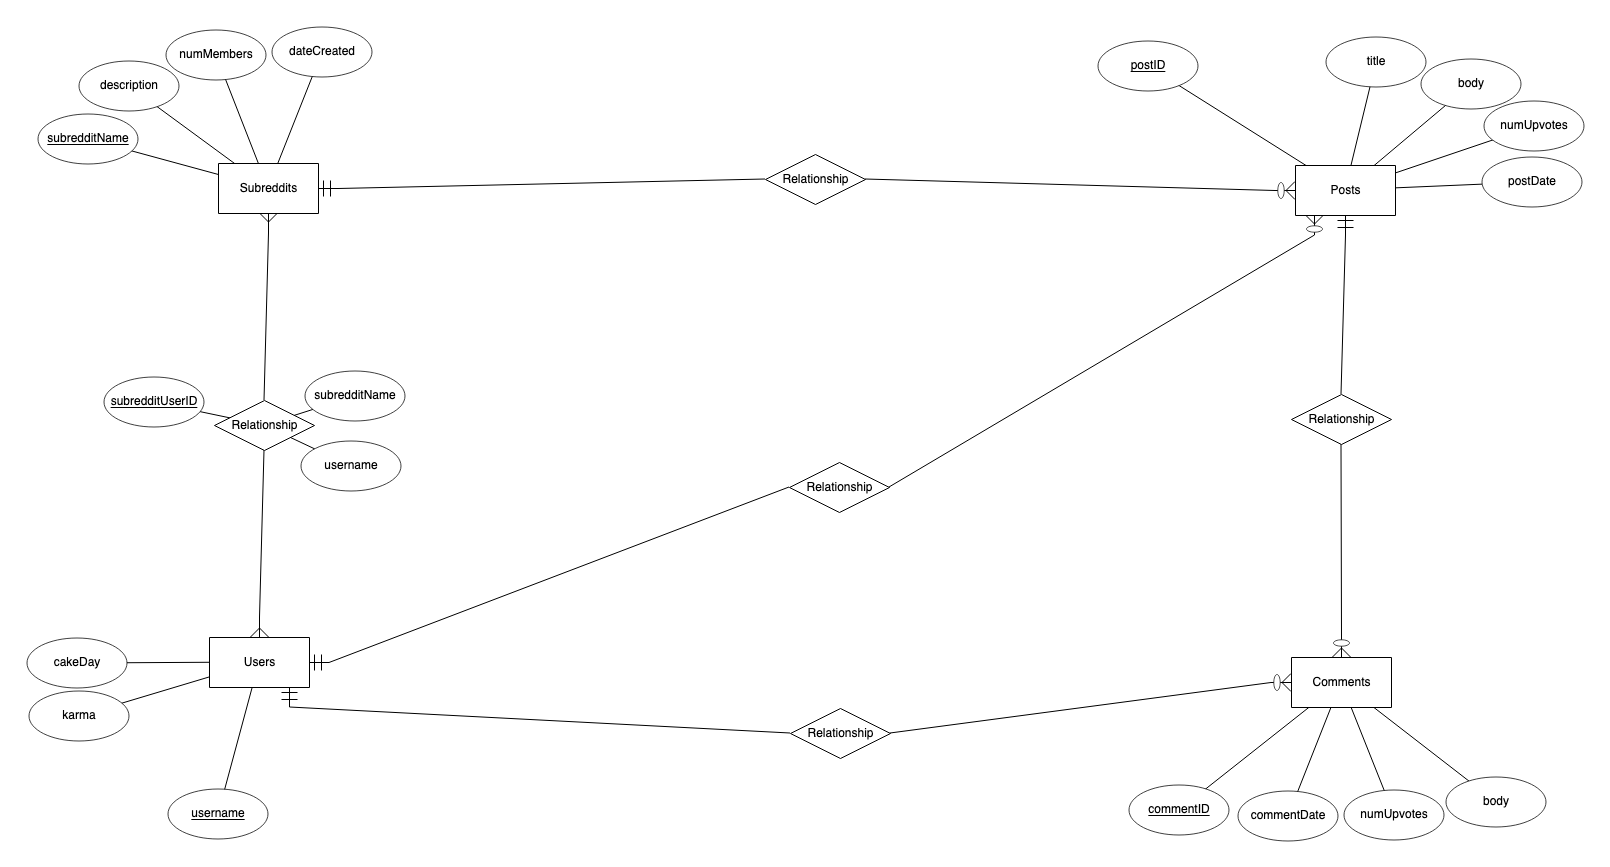 numMembers
dateCreated
description
subredditName
Subreddits
Relationship
postID
title
body
numUpvotes
postDate
Posts
subredditUserID
subredditName
Relationship
username
Relationship
Relationship
cakeDay
Users
karma
username
Relationship
Comments
commentID
commentDate
numUpvotes
body